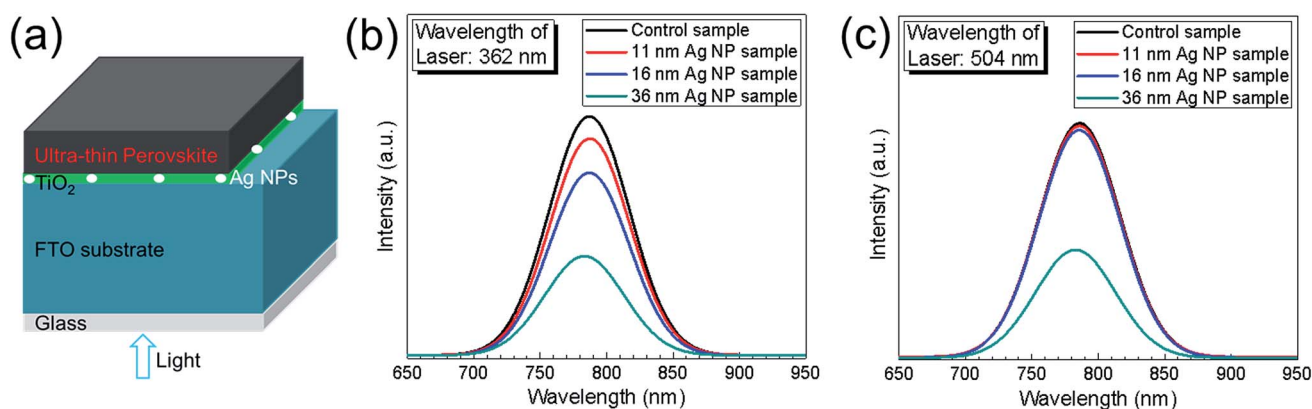 (a)
Ultra-thin Perovskite
TiO₂
Ag NPs
FTO substrate
Glass
Light
(b)
Wavelength of
Laser: 362 nm
Control sample
11 nm Ag NP sample
16 nm Ag NP sample
36 nm Ag NP sample
Intensity (a.u.)
650 700 750 800 850 900 950
Wavelength (nm)
(c)
Wavelength of
Laser: 504 nm
Control sample
11 nm Ag NP sample
16 nm Ag NP sample
36 nm Ag NP sample
Intensity (a.u.)
650 700 750 800 850 900 950
Wavelength (nm)